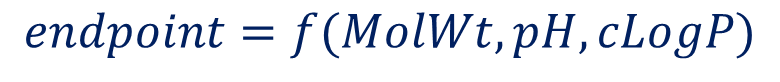 endpoint = f(MolWt, pH, cLogP)